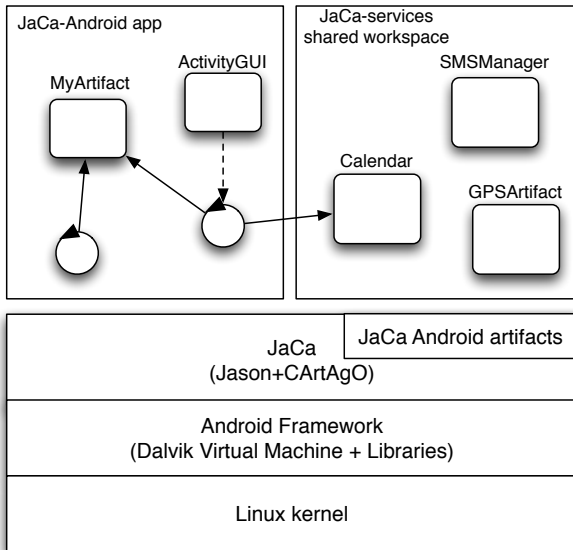 JaCa-Android app
MyArtifact
ActivityGUI
JaCa-services
shared workspace
SMSManager
Calendar
GPSArtifact
JaCa Android artifacts
JaCa
(Jason+CArtAgO)
Android Framework
(Dalvik Virtual Machine + Libraries)
Linux kernel